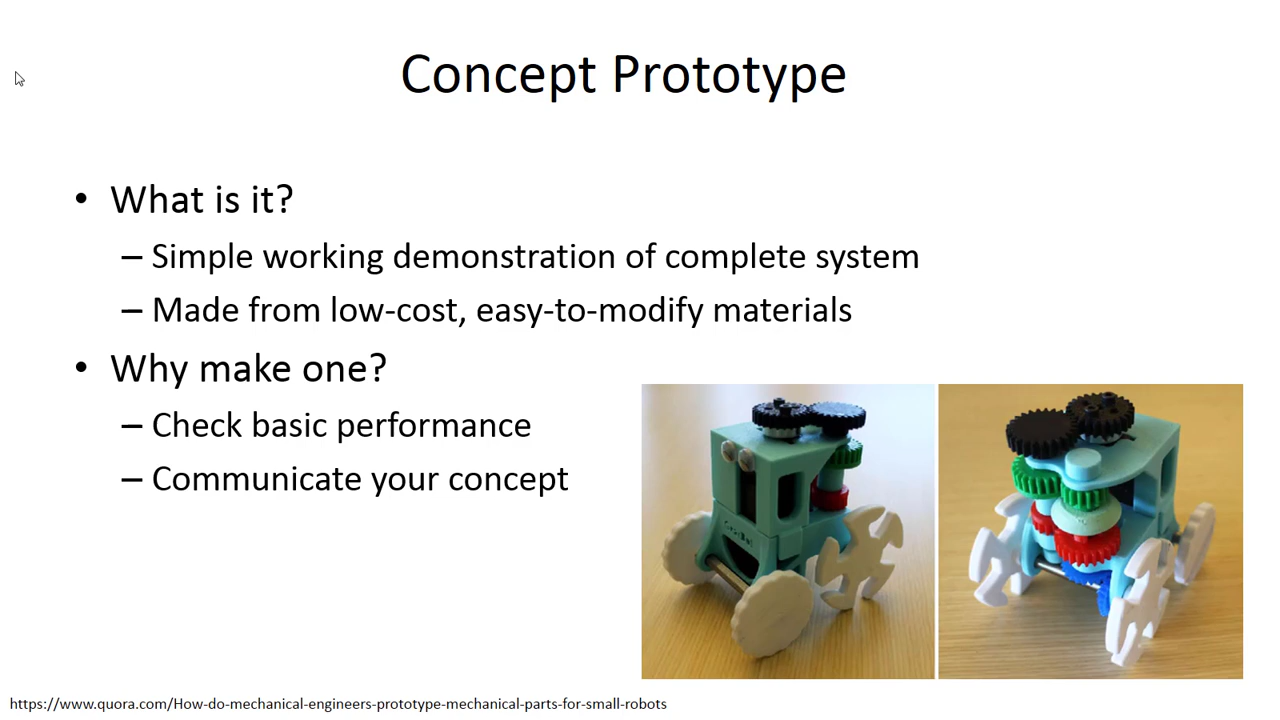 Concept Prototype
• What is it?
– Simple working demonstration of complete system
– Made from low-cost, easy-to-modify materials
• Why make one?
– Check basic performance
– Communicate your concept
https://www.quora.com/How-do-mechanical-engineers-prototype-mechanical-parts-for-small-robots